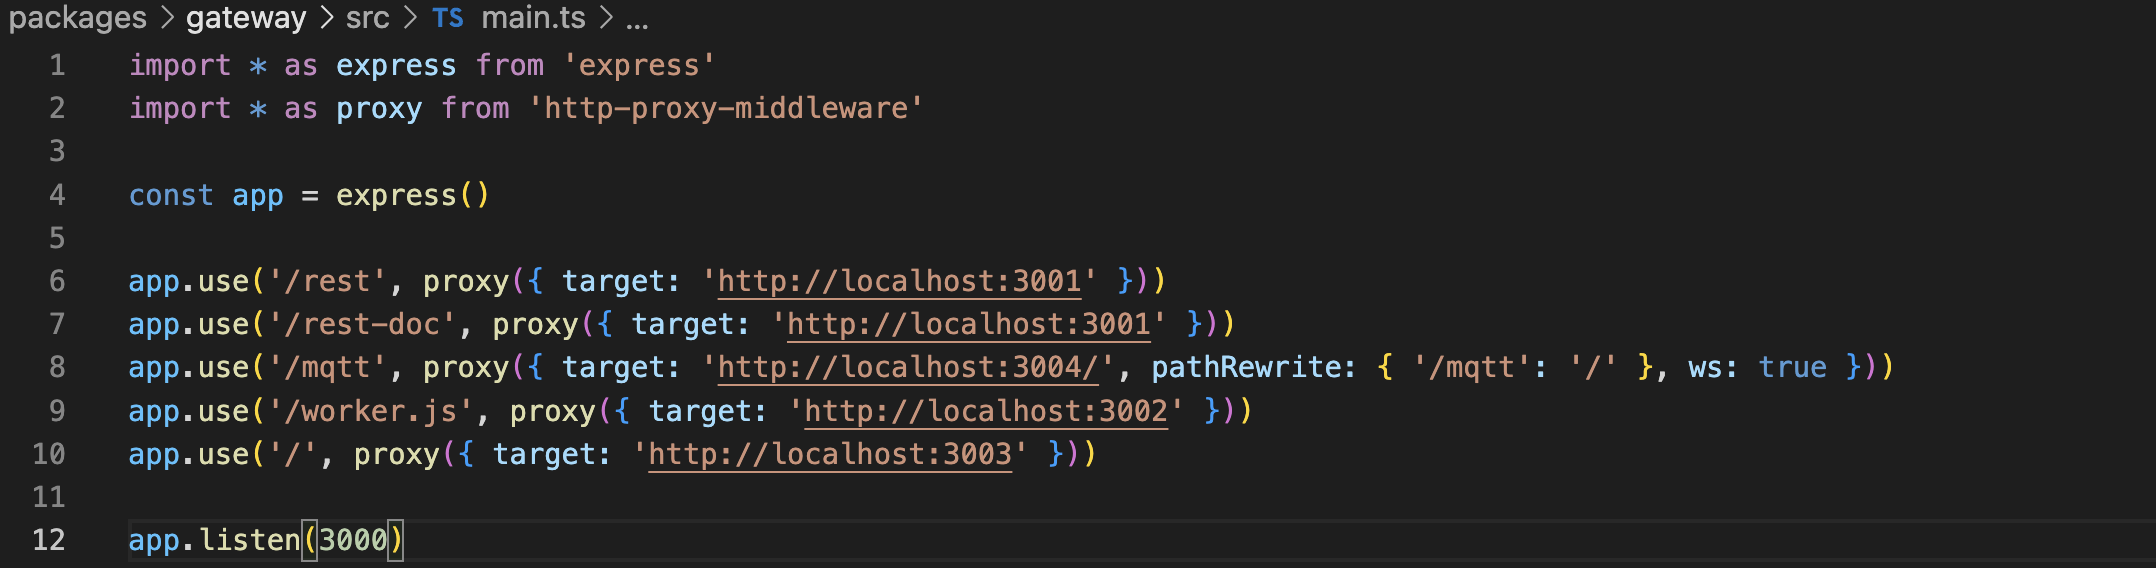 packages > gateway > src > TS main.ts > ...
1 import * as express from 'express'
2 import * as proxy from 'http-proxy-middleware'
3
4 const app = express()
5
6 app.use('/rest', proxy({ target: 'http://localhost:3001' }))
7 app.use('/rest-doc', proxy({ target: 'http://localhost:3001' }))
8 app.use('/mqtt', proxy({ target: 'http://localhost:3004/', pathRewrite: { '/mqtt': '/' }, ws: true }))
9 app.use('/worker.js', proxy({ target: 'http://localhost:3002' }))
10 app.use('/', proxy({ target: 'http://localhost:3003' }))
11
12 app.listen(3000)